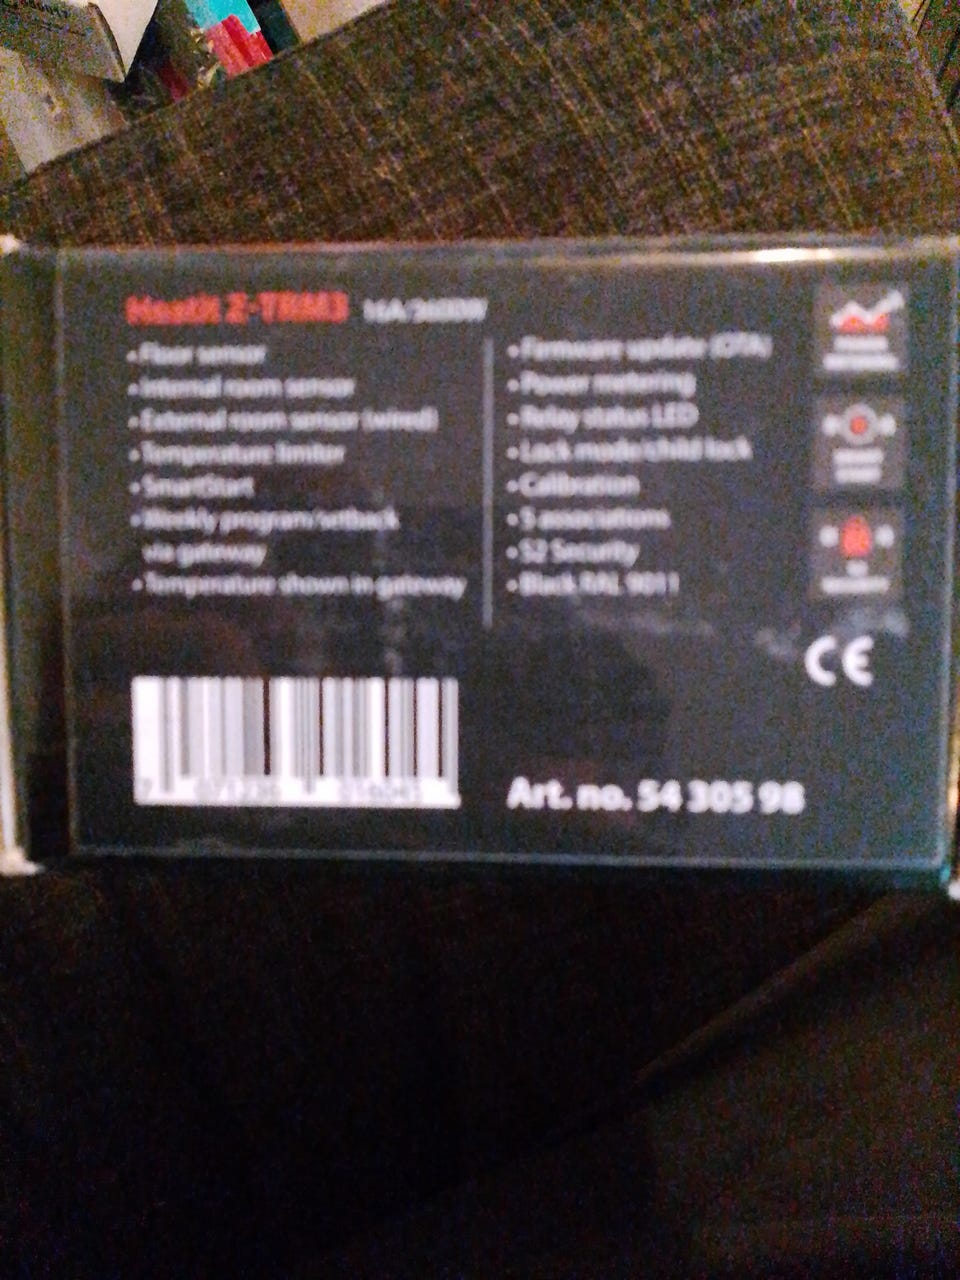 Heatit Z-TRM3 16A/3600W
• Floor sensor
• Internal room sensor
• External room sensor (wired)
• Temperature limiter
• SmartStart
• Weekly program/setback
via gateway
• Temperature shown in gateway
• Firmware update (OTA)
• Power metering
• Relay status LED
• Lock mode/child lock
• Calibration
• 5 associations
• S2 Security
• Black RAL 9011
CE
Art. no. 54 305 98